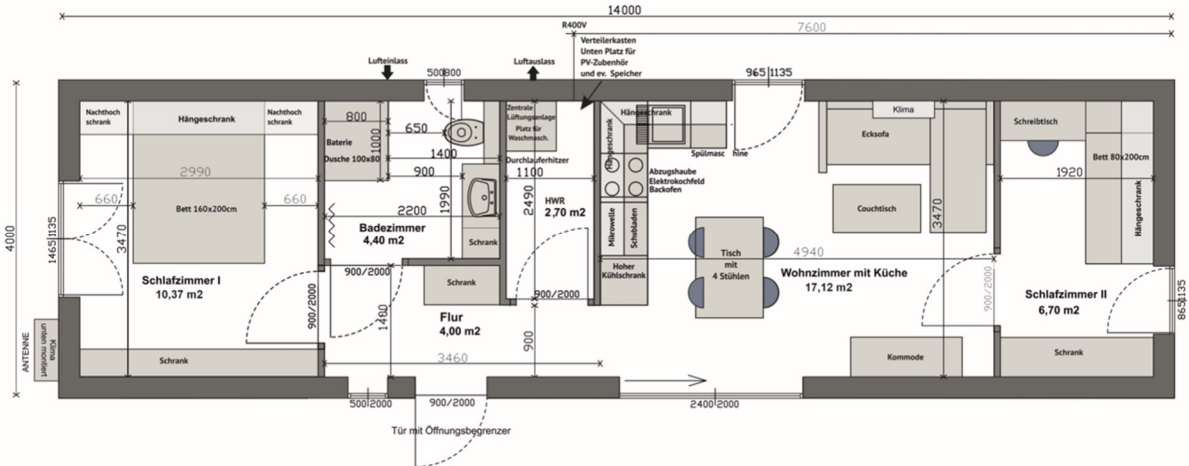 14000
R400V
7600
Verteilerkasten
Unten Platz für
PV-Zubenhör
und ev. Speicher
Lufteinlass
Luftauslass
500 800
965 1135
Nachthoch
schrank
Hängeschrank
Nachthoch
schrank
800
1000
650
Baterie
Dusche 100x80
1400
900
Zentrale
Lüftungsanlage
Platz für
Waschmasch.
Durchlauferhitzer
1100
Hängeschrank
Hängeschrank
Spülmasc hine
Abzugshaube
Elektrokochfeld
Backofen
Klima
Ecksofa
Schreibtisch
Bett 80x200cm
1920
Hängeschrank
2990
660
660
Bett 160x200cm
3470
2200
1990
Badezimmer
4,40 m2
Schrank
2490
HWR
2,70 m2
Mikrowelle
Schubladen
Hoher
Kühlschrank
Couchtisch
3470
Tisch
mit
4 Stühlen
4940
4000
1465 1135
Schlafzimmer I
10,37 m2
900/2000
900/2000
1480
Schrank
Flur
4,00 m2
900/2000
900
3460
Wohnzimmer mit Küche
17,12 m2
900/2000
Schlafzimmer II
6,70 m2
865 1135
ANTENNE
Klima
unten montiert
Schrank
Kommode
Schrank
500 2000
900/2000
2400 2000
Tür mit Öffnungsbegrenzer